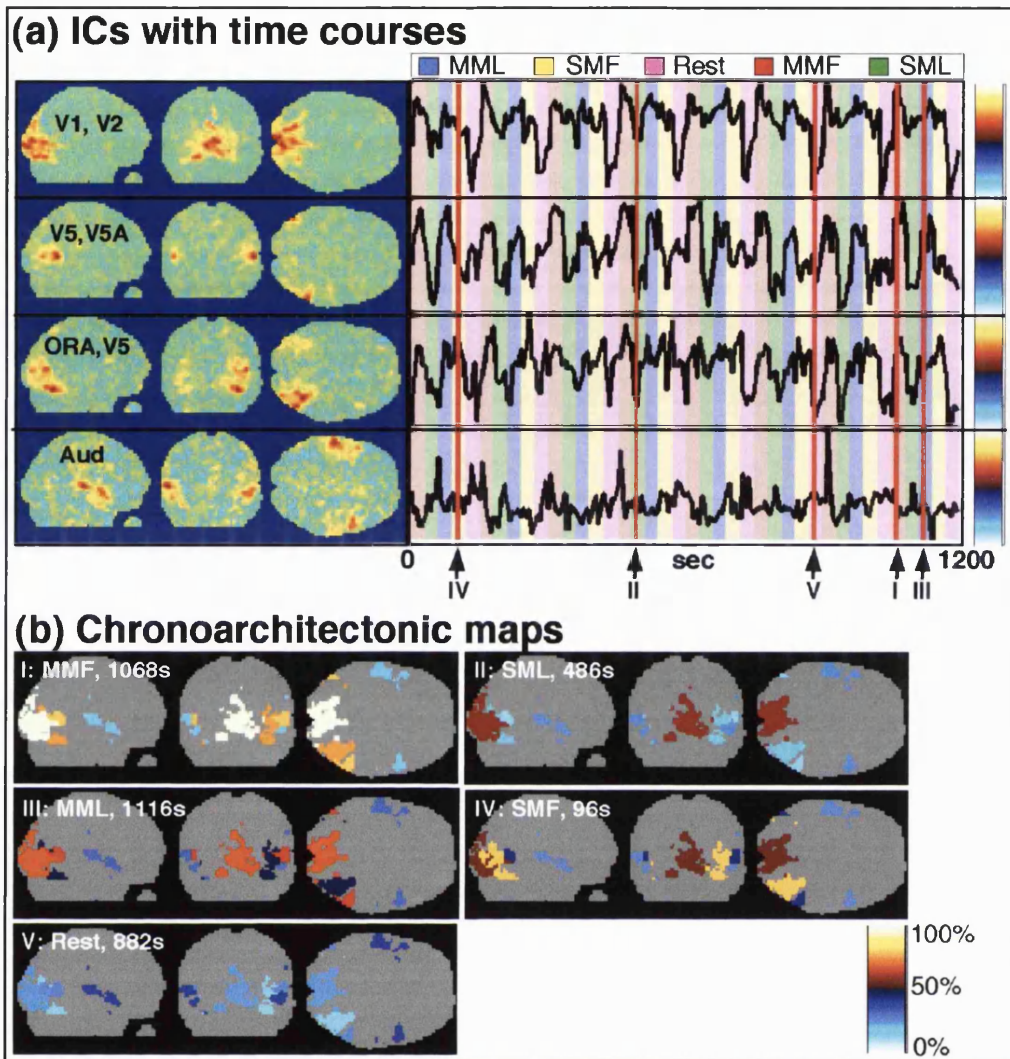 (a) ICs with time courses
MML SMF Rest MMF SML
V1, V2
V5,V5A
ORA,V5
Aud
0 sec 1200
IV II V I III
(b) Chronoarchitectonic maps
I: MMF, 1068s
II: SML, 486s
III: MML, 1116s
IV: SMF, 96s
V: Rest, 882s
100%
50%
0%